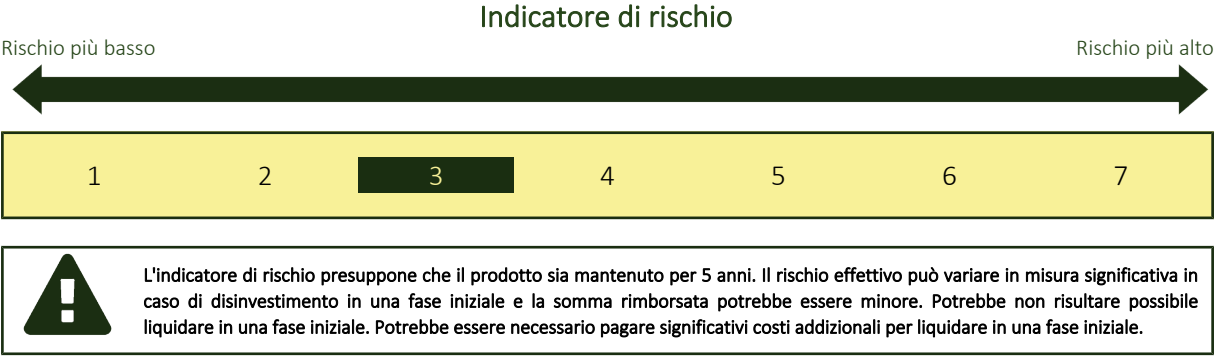 Indicatore di rischio
Rischio più basso Rischio più alto
1 2 3 4 5 6 7
L'indicatore di rischio presuppone che il prodotto sia mantenuto per 5 anni. Il rischio effettivo può variare in misura significativa in
caso di disinvestimento in una fase iniziale e la somma rimborsata potrebbe essere minore. Potrebbe non risultare possibile
liquidare in una fase iniziale. Potrebbe essere necessario pagare significativi costi addizionali per liquidare in una fase iniziale.